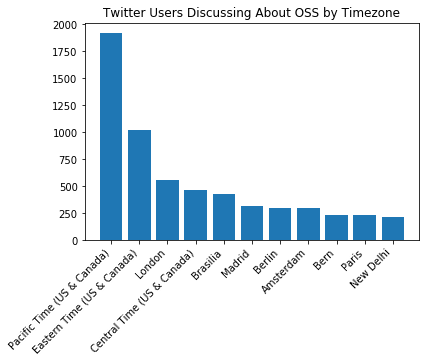 Twitter Users Discussing About OSS by Timezone
2000
1750
1500
1250
1000
750
500
250
0
Pacific Time (US & Canada)
Eastern Time (US & Canada)
London
Central Time (US & Canada)
Brasilia
Madrid
Berlin
Amsterdam
Bern
Paris
New Delhi